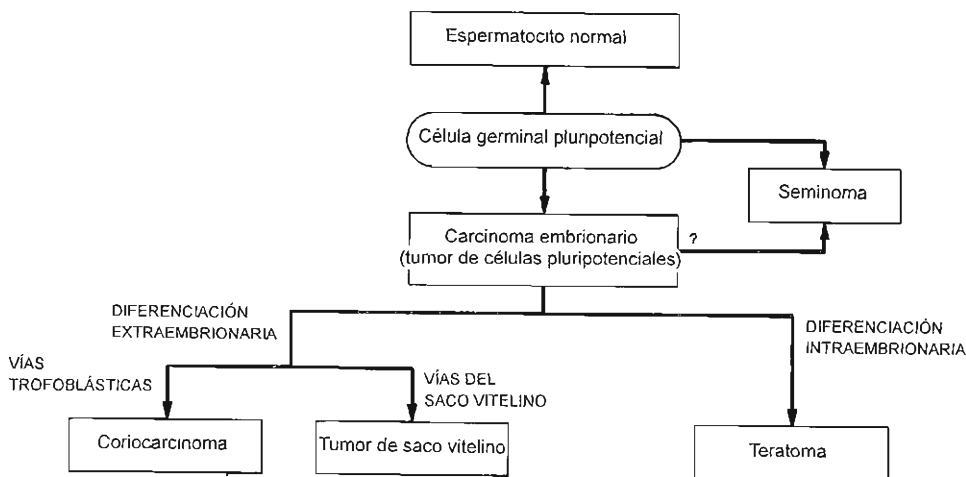 Espermatocito normal
Célula germinal pluripotencial
Seminoma
Carcinoma embrionario
(tumor de células pluripotenciales)
?
DIFERENCIACIÓN
EXTRAEMBRIONARIA
DIFERENCIACIÓN
INTRAEMBRIONARIA
VÍAS
TROFOBLÁSTICAS
VÍAS DEL
SACO VITELINO
Coriocarcinoma
Tumor de saco vitelino
Teratoma